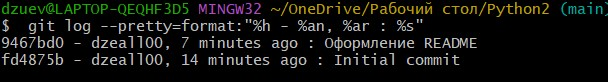 dzuev@LAPTOP-QEQHF3D5 MINGW32 ~/OneDrive/Рабочий стол/Python2 (main)
$  git log --pretty=format:"%h - %an, %ar : %s"
9467bd0 - dzeall00, 7 minutes ago : Оформление README
fd4875b - dzeall00, 14 minutes ago : Initial commit